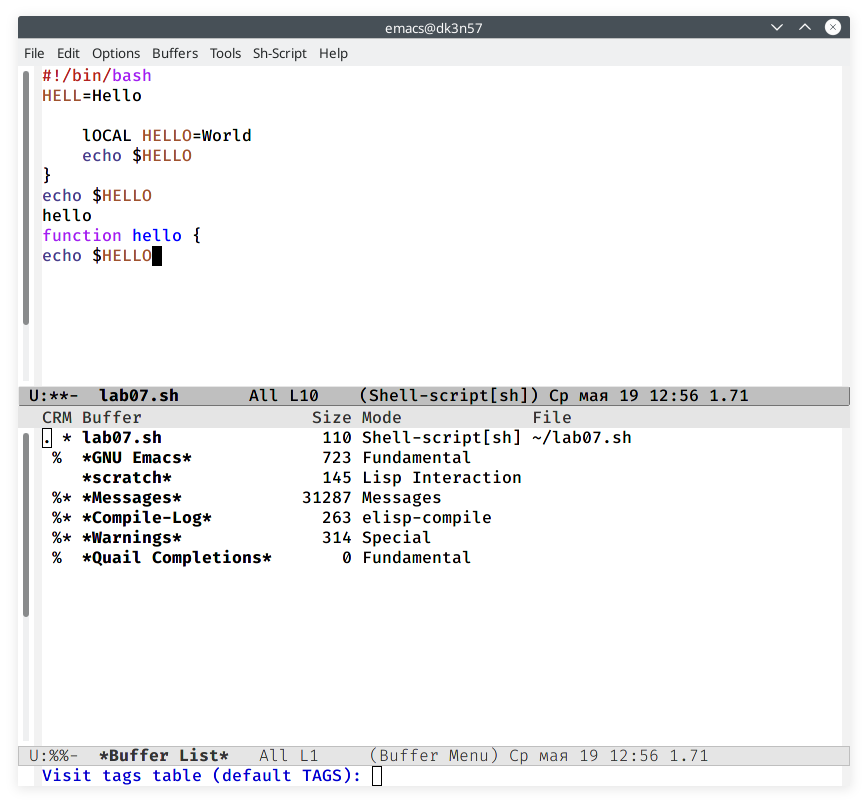 emacs@dk3n57
File Edit Options Buffers Tools Sh-Script Help
#!/bin/bash
HELL=Hello
lOCAL HELLO=World
echo $HELLO
}
echo $HELLO
hello
function hello {
echo $HELLO
U:**- lab07.sh All L10 (Shell-script[sh]) Ср мая 19 12:56 1.71
CRM Buffer Size Mode File
. * lab07.sh 110 Shell-script[sh] ~/lab07.sh
% *GNU Emacs* 723 Fundamental
*scratch* 145 Lisp Interaction
%* *Messages* 31287 Messages
%* *Compile-Log* 263 elisp-compile
%* *Warnings* 314 Special
% *Quail Completions* 0 Fundamental
U:%%- *Buffer List* All L1 (Buffer Menu) Ср мая 19 12:56 1.71
Visit tags table (default TAGS):